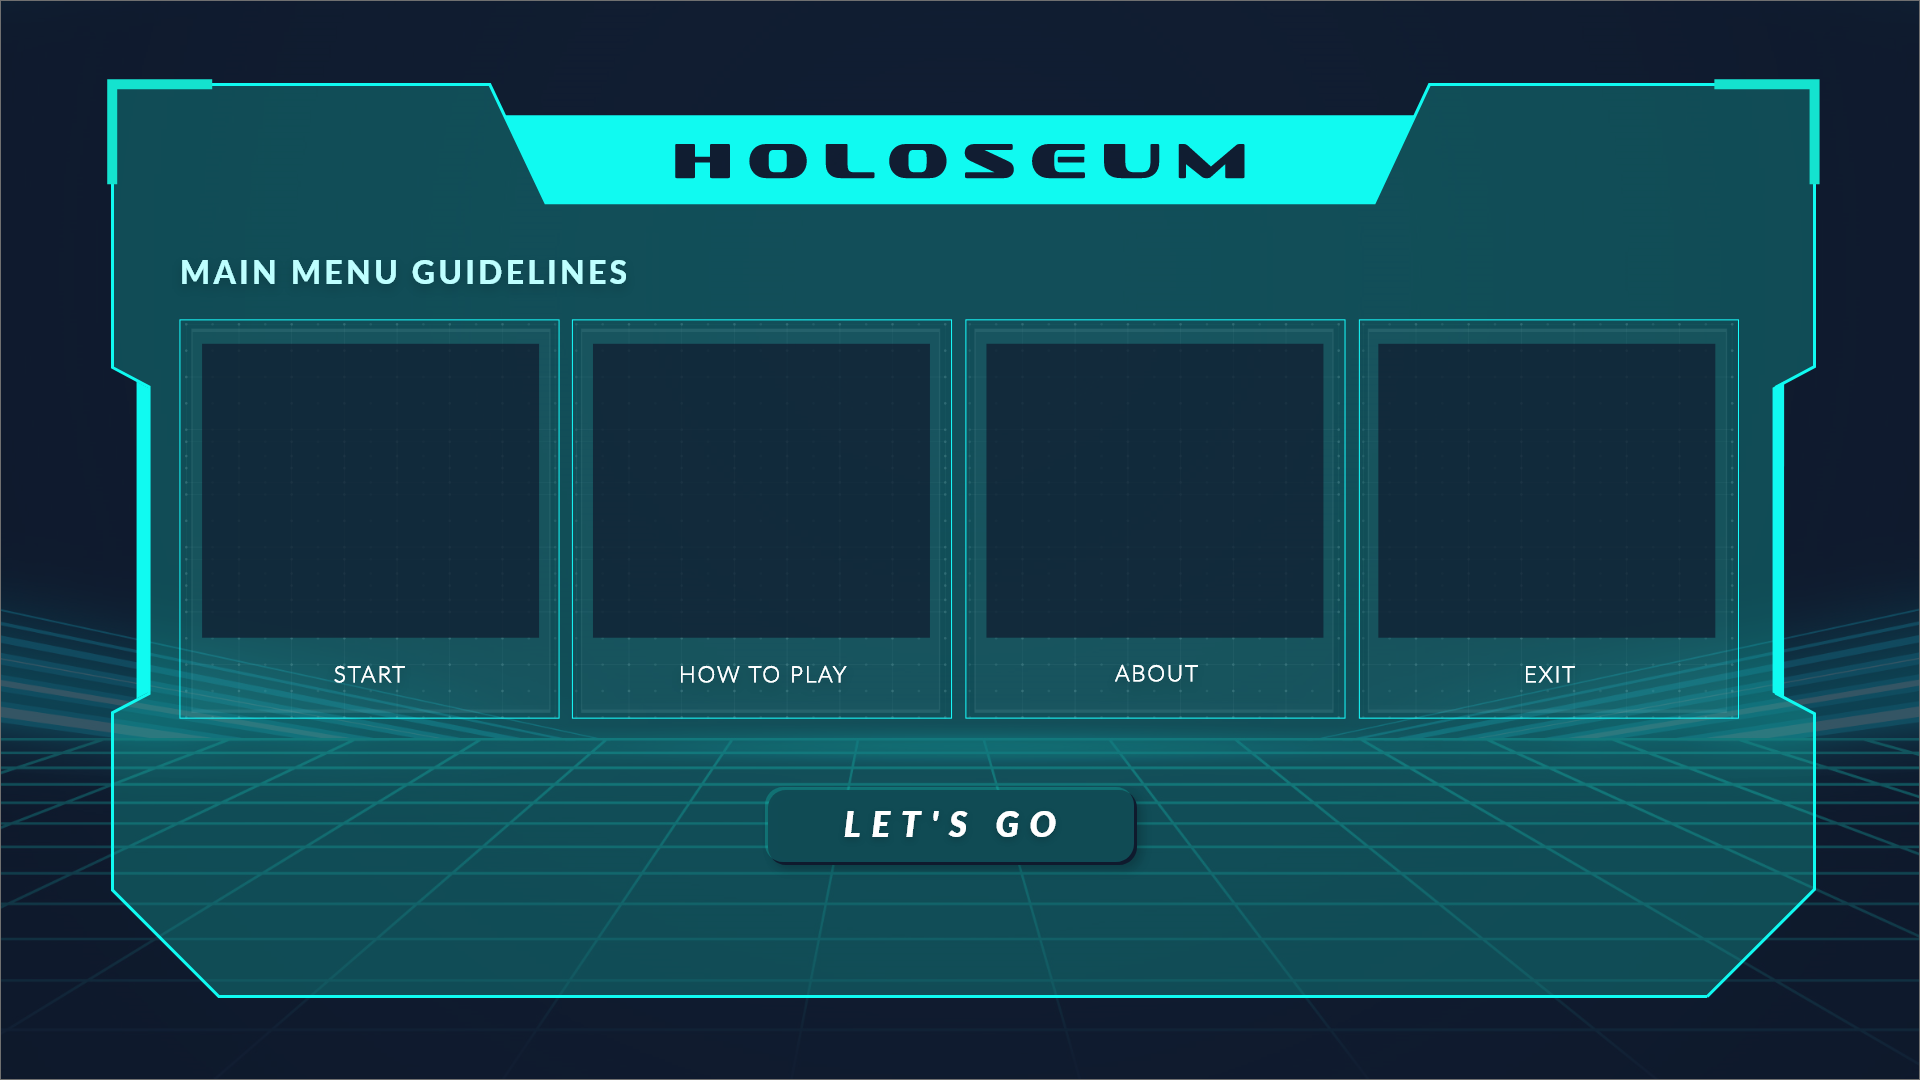 HOLOSEUM
MAIN MENU GUIDELINES
START
HOW TO PLAY
ABOUT
EXIT
LET'S GO